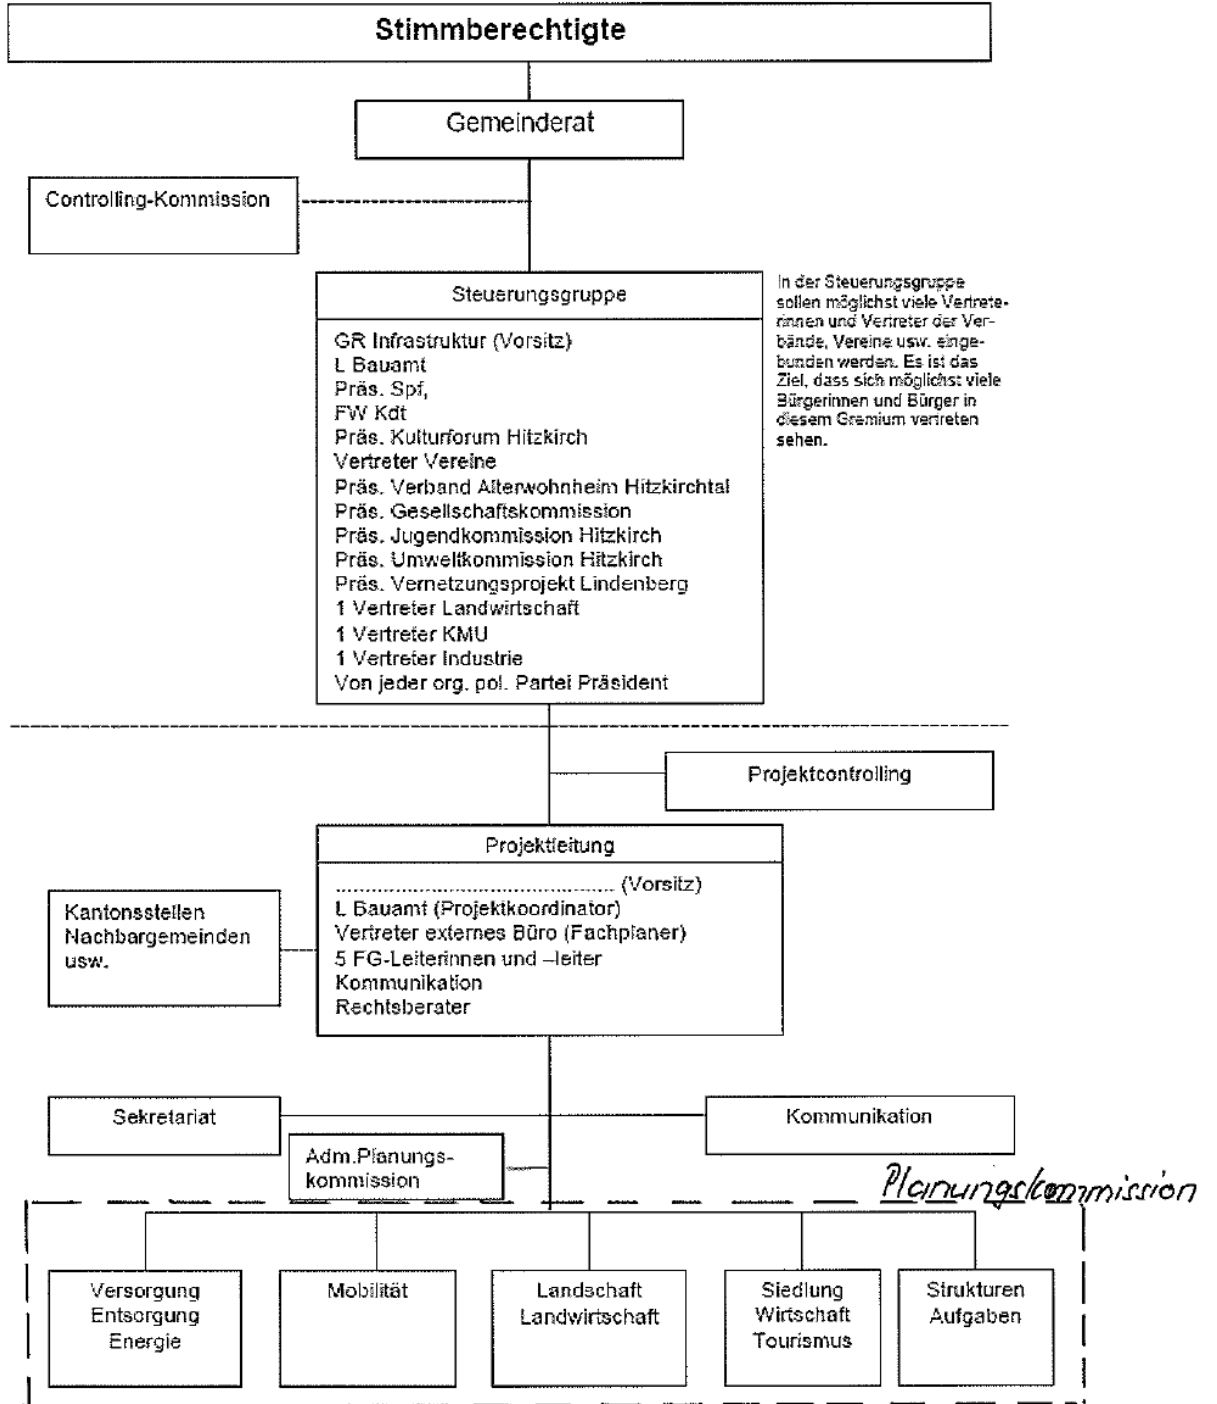 Stimmberechtigte
Gemeinderat
Controlling-Kommission
Steuerungsgruppe
GR Infrastruktur (Vorsitz)
L Bauamt
Präs. Spf,
FW Kdt
Präs. Kulturforum Hitzkirch
Vertreter Vereine
Präs. Verband Alterwohnheim Hitzkirchtal
Präs. Gesellschaftskommission
Präs. Jugendkommission Hitzkirch
Präs. Umweltkommission Hitzkirch
Präs. Vernetzungsprojekt Lindenberg
1 Vertreter Landwirtschaft
1 Vertreter KMU
1 Vertreter Industrie
Von jeder org. pol. Partei Präsident
In der Steuerungsgruppe
sollen möglichst viele Vertrete-
rinnen und Vertreter der Ver-
bände, Vereine usw. einge-
bunden werden. Es ist das
Ziel, dass sich möglichst viele
Bürgerinnen und Bürger in
diesem Gremium vertreten
sehen.
Projektcontrolling
Projektleitung
............................................... (Vorsitz)
L Bauamt (Projektkoordinator)
Vertreter externes Büro (Fachplaner)
5 FG-Leiterinnen und –leiter
Kommunikation
Rechtsberater
Kantonsstellen
Nachbargemeinden
usw.
Sekretariat
Kommunikation
Adm.Planungs-
kommission
Planungskommission
Versorgung
Entsorgung
Energie
Mobilität
Landschaft
Landwirtschaft
Siedlung
Wirtschaft
Tourismus
Strukturen
Aufgaben